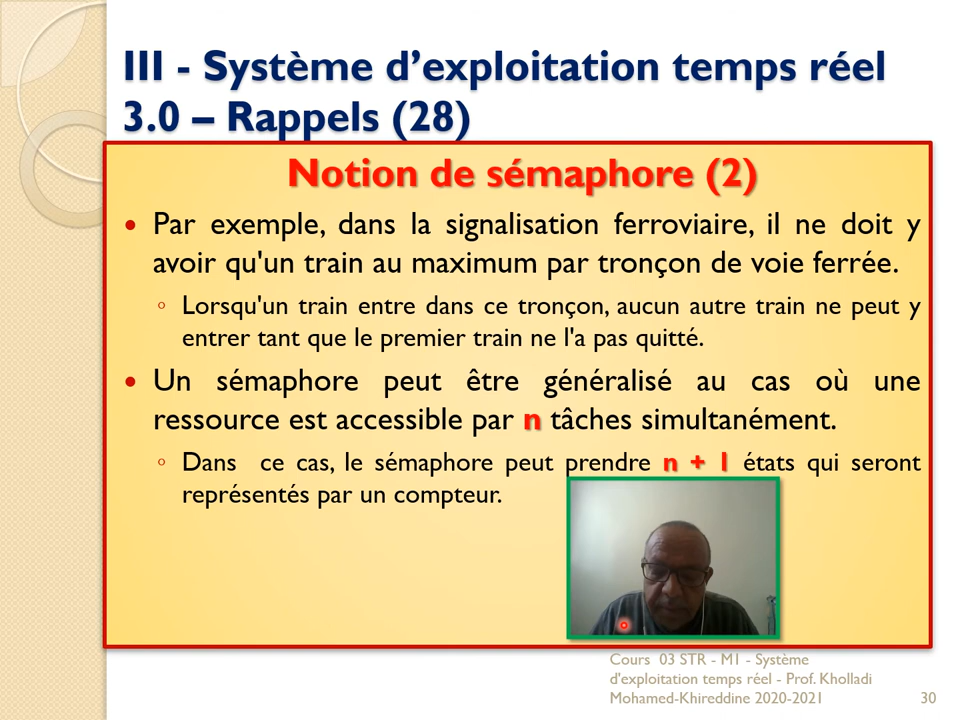 III - Système d'exploitation temps réel
3.0 – Rappels (28)
Notion de sémaphore (2)
Par exemple, dans la signalisation ferroviaire, il ne doit y
avoir qu'un train au maximum par tronçon de voie ferrée.
Lorsqu'un train entre dans ce tronçon, aucun autre train ne peut y
entrer tant que le premier train ne l'a pas quitté.
Un sémaphore peut être généralisé au cas où une
ressource est accessible par n tâches simultanément.
Dans ce cas, le sémaphore peut prendre n + 1 états qui seront
représentés par un compteur.
Cours 03 STR - M1 - Système
d'exploitation temps réel - Prof. Kholladi
Mohamed-Khireddine 2020-2021
30